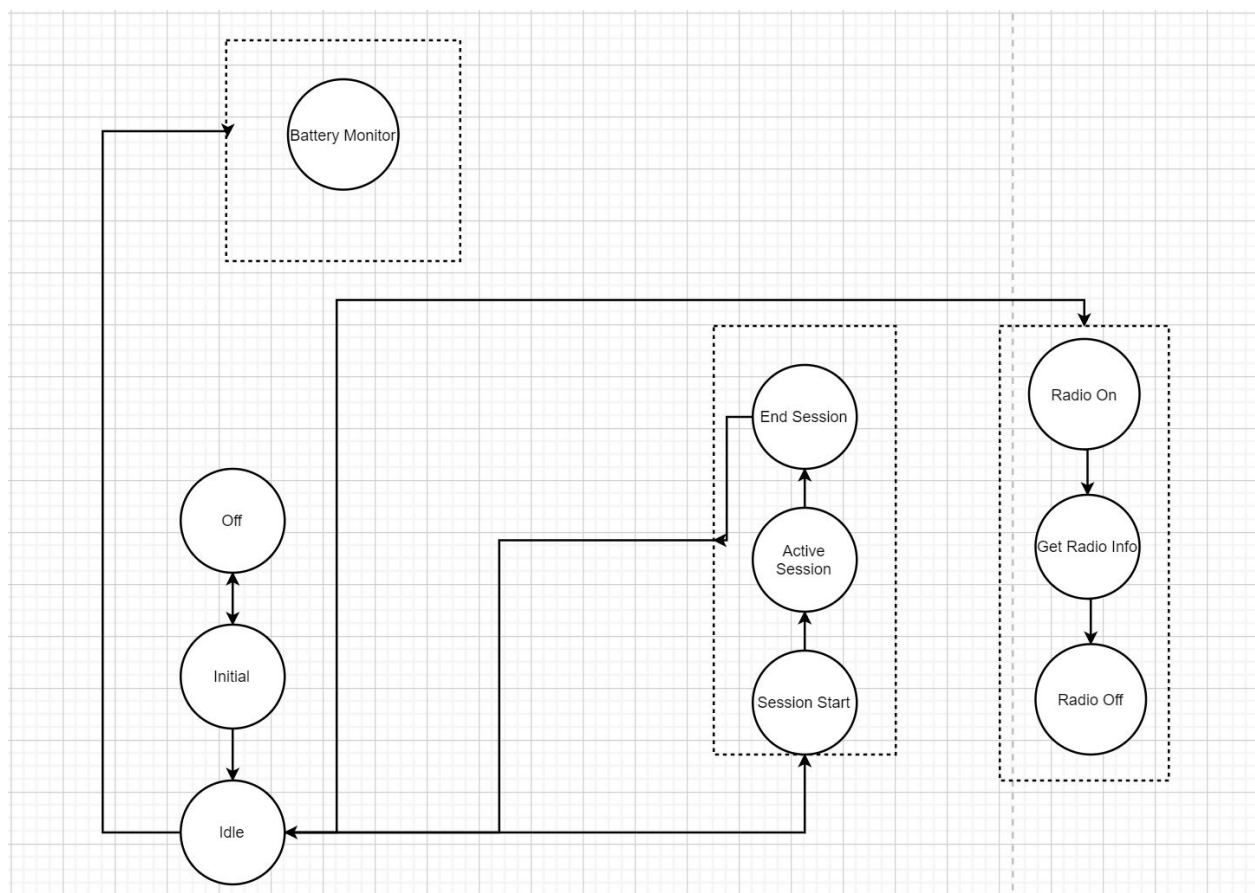 Battery Monitor
Radio On
End Session
Off
Get Radio Info
Active
Session
Initial
Session Start
Radio Off
Idle